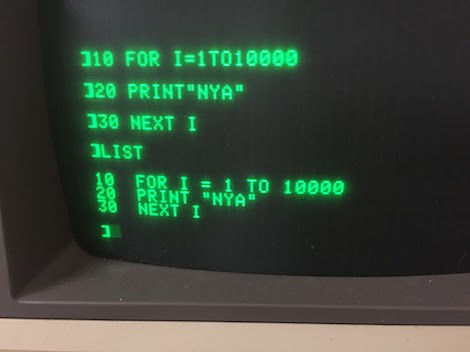 ]10 FOR I=1TO10000
]20 PRINT"NYA"
]30 NEXT I
]LIST
10  FOR I = 1 TO 10000
20  PRINT "NYA"
30  NEXT I
]